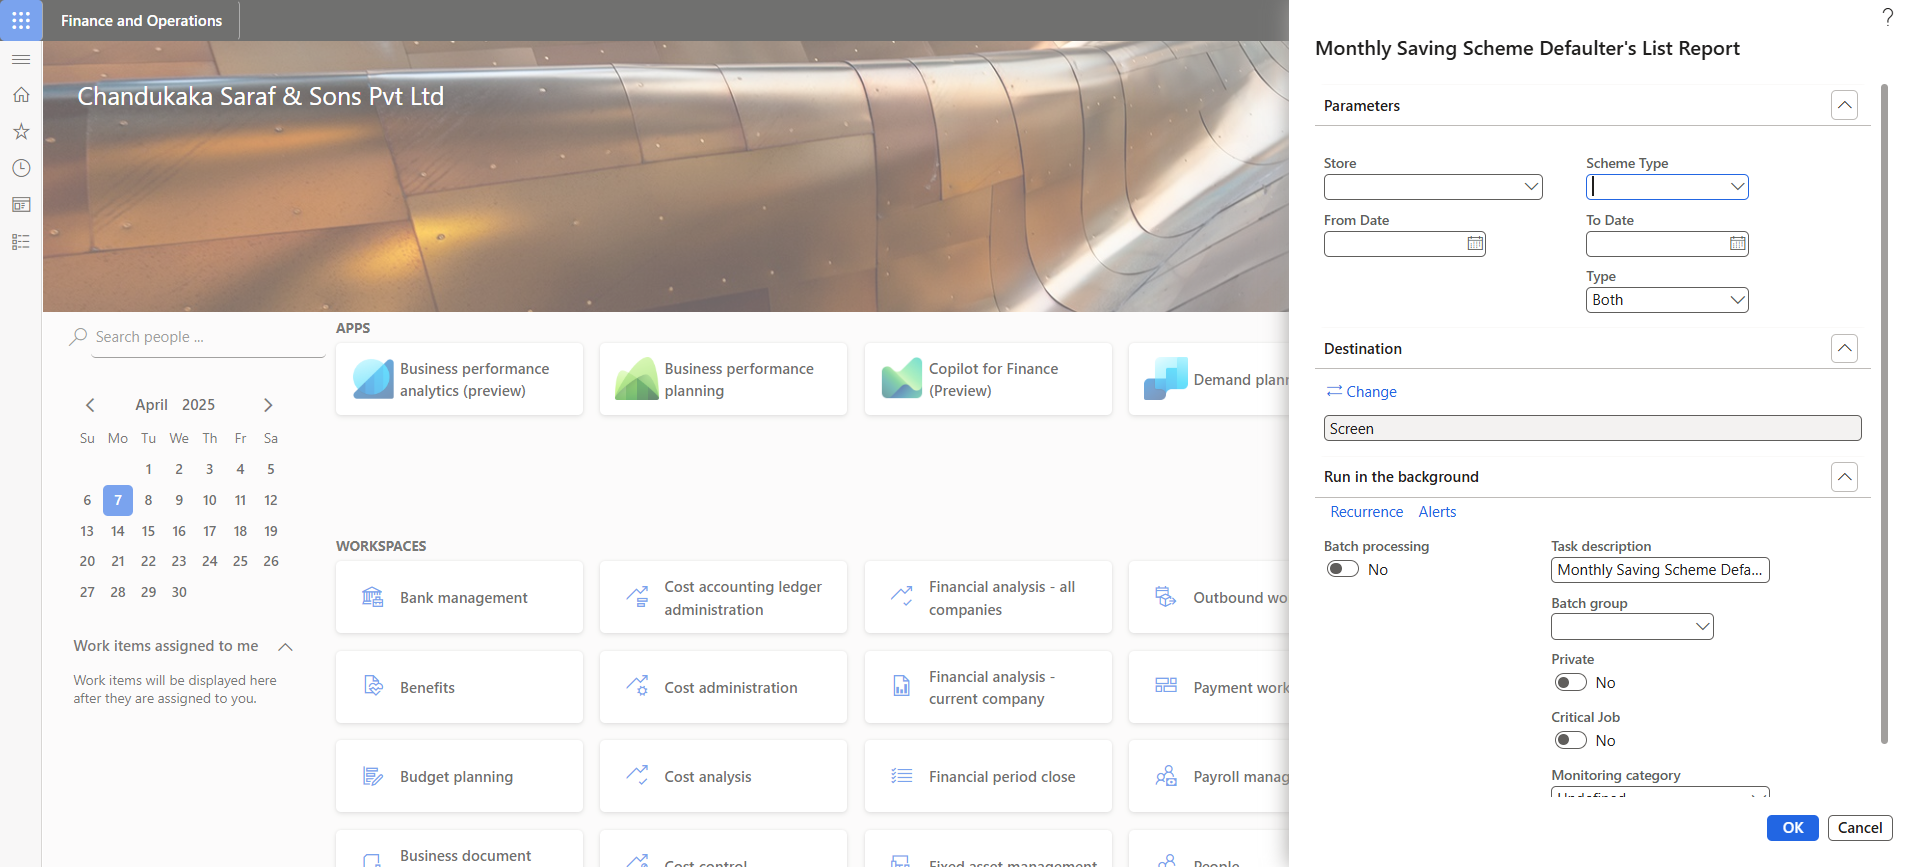 Finance and Operations
?
Chandukaka Saraf & Sons Pvt Ltd
Search people ...
April 2025
Su Mo Tu We Th Fr Sa
1 2 3 4 5
6 7 8 9 10 11 12
13 14 15 16 17 18 19
20 21 22 23 24 25 26
27 28 29 30
Work items assigned to me
Work items will be displayed here
after they are assigned to you.
APPS
Business performance
analytics (preview)
Business performance
planning
Copilot for Finance
(Preview)
Demand plann
WORKSPACES
Bank management
Cost accounting ledger
administration
Financial analysis - all
companies
Outbound wo
Benefits
Cost administration
Financial analysis -
current company
Payment work
Budget planning
Cost analysis
Financial period close
Payroll manag
Business document
Cost control
Fixed asset management
People
Monthly Saving Scheme Defaulter's List Report
Parameters
Store
Scheme Type
From Date
To Date
Type
Both
Destination
Change
Screen
Run in the background
Recurrence Alerts
Batch processing
No
Task description
Monthly Saving Scheme Defa...
Batch group
Private
No
Critical Job
No
Monitoring category
Undefined
OK
Cancel